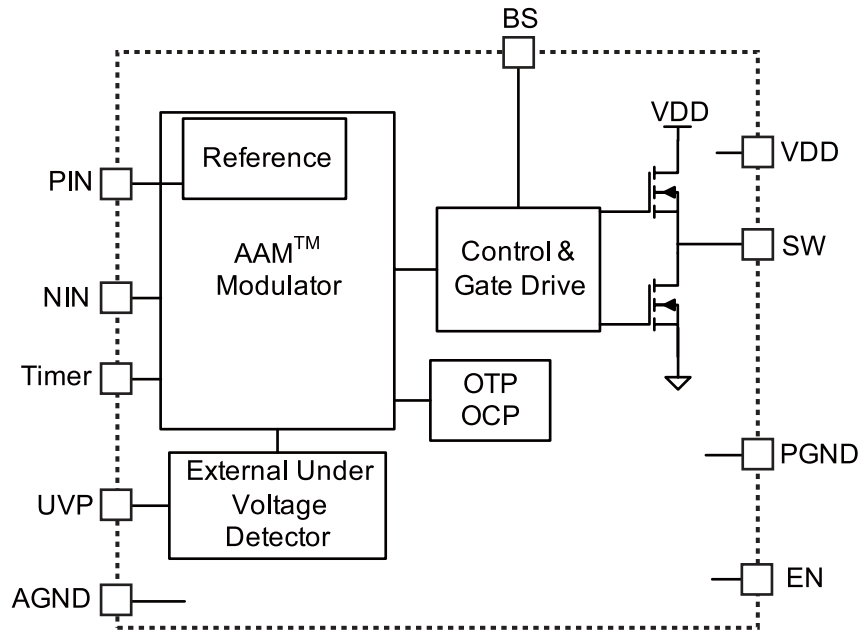 BS
VDD
Reference
VDD
PIN
AAM™
Modulator
Control &
Gate Drive
SW
NIN
Timer
OTP
OCP
External Under
Voltage
Detector
PGND
UVP
EN
AGND